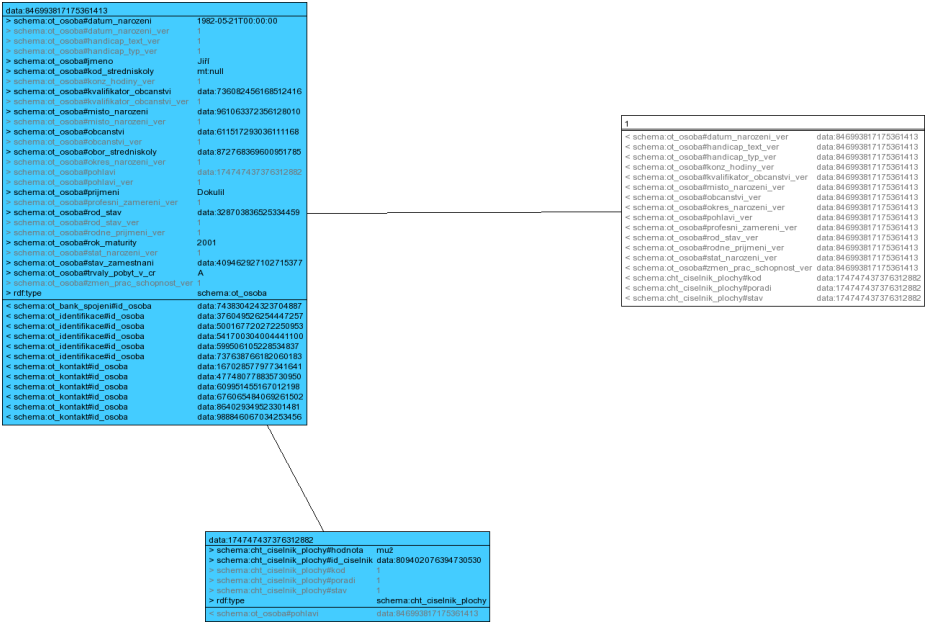 data:846993817175361413
> schema:ot_osoba#datum_narozeni 1982-05-21T00:00:00
> schema:ot_osoba#datum_narozeni_ver 1
> schema:ot_osoba#handicap_text_ver 1
> schema:ot_osoba#handicap_typ_ver 1
> schema:ot_osoba#jmeno Jiří
> schema:ot_osoba#kod_stredniskoly mt:null
> schema:ot_osoba#konz_hodiny_ver 1
> schema:ot_osoba#kvalifikator_obcanstvi data:736082456168512416
> schema:ot_osoba#kvalifikator_obcanstvi_ver 1
> schema:ot_osoba#misto_narozeni data:961063372356128010
> schema:ot_osoba#misto_narozeni_ver 1
> schema:ot_osoba#obcanstvi data:611517293036111168
> schema:ot_osoba#obcanstvi_ver 1
> schema:ot_osoba#obor_stredniskoly data:872768369600951785
> schema:ot_osoba#okres_narozeni_ver 1
> schema:ot_osoba#pohlavi data:174747437376312882
> schema:ot_osoba#pohlavi_ver 1
> schema:ot_osoba#prijmeni Dokulil
> schema:ot_osoba#profesni_zamereni_ver 1
> schema:ot_osoba#rod_stav data:328703836525334459
> schema:ot_osoba#rod_stav_ver 1
> schema:ot_osoba#rodne_prijmeni_ver 1
> schema:ot_osoba#rok_maturity 2001
> schema:ot_osoba#stat_narozeni_ver 1
> schema:ot_osoba#stav_zamestnani data:409462927102715377
> schema:ot_osoba#trvaly_pobyt_v_cr A
> schema:ot_osoba#zmen_prac_schopnost_ver 1
> rdf:type schema:ot_osoba
< schema:ot_bank_spojeni#id_osoba data:743830424323704887
< schema:ot_identifikace#id_osoba data:376049526254447257
< schema:ot_identifikace#id_osoba data:500167720272250953
< schema:ot_identifikace#id_osoba data:541700304004441100
< schema:ot_identifikace#id_osoba data:599506105228534837
< schema:ot_identifikace#id_osoba data:737638766182060183
< schema:ot_kontakt#id_osoba data:167028577977341641
< schema:ot_kontakt#id_osoba data:477480778835730950
< schema:ot_kontakt#id_osoba data:609951455167012198
< schema:ot_kontakt#id_osoba data:676065484069261502
< schema:ot_kontakt#id_osoba data:864029349523301481
< schema:ot_kontakt#id_osoba data:988846067034253456
1
< schema:ot_osoba#datum_narozeni_ver data:846993817175361413
< schema:ot_osoba#handicap_text_ver data:846993817175361413
< schema:ot_osoba#handicap_typ_ver data:846993817175361413
< schema:ot_osoba#konz_hodiny_ver data:846993817175361413
< schema:ot_osoba#kvalifikator_obcanstvi_ver data:846993817175361413
< schema:ot_osoba#misto_narozeni_ver data:846993817175361413
< schema:ot_osoba#obcanstvi_ver data:846993817175361413
< schema:ot_osoba#okres_narozeni_ver data:846993817175361413
< schema:ot_osoba#pohlavi_ver data:846993817175361413
< schema:ot_osoba#profesni_zamereni_ver data:846993817175361413
< schema:ot_osoba#rod_stav_ver data:846993817175361413
< schema:ot_osoba#rodne_prijmeni_ver data:846993817175361413
< schema:ot_osoba#stat_narozeni_ver data:846993817175361413
< schema:ot_osoba#zmen_prac_schopnost_ver data:846993817175361413
< schema:cht_ciselnik_plochy#kod data:174747437376312882
< schema:cht_ciselnik_plochy#poradi data:174747437376312882
< schema:cht_ciselnik_plochy#stav data:174747437376312882
data:174747437376312882
> schema:cht_ciselnik_plochy#hodnota muž
> schema:cht_ciselnik_plochy#id_ciselnik data:809402076394730530
> schema:cht_ciselnik_plochy#kod 1
> schema:cht_ciselnik_plochy#poradi 1
> schema:cht_ciselnik_plochy#stav 1
> rdf:type schema:cht_ciselnik_plochy
< schema:ot_osoba#pohlavi data:846993817175361413